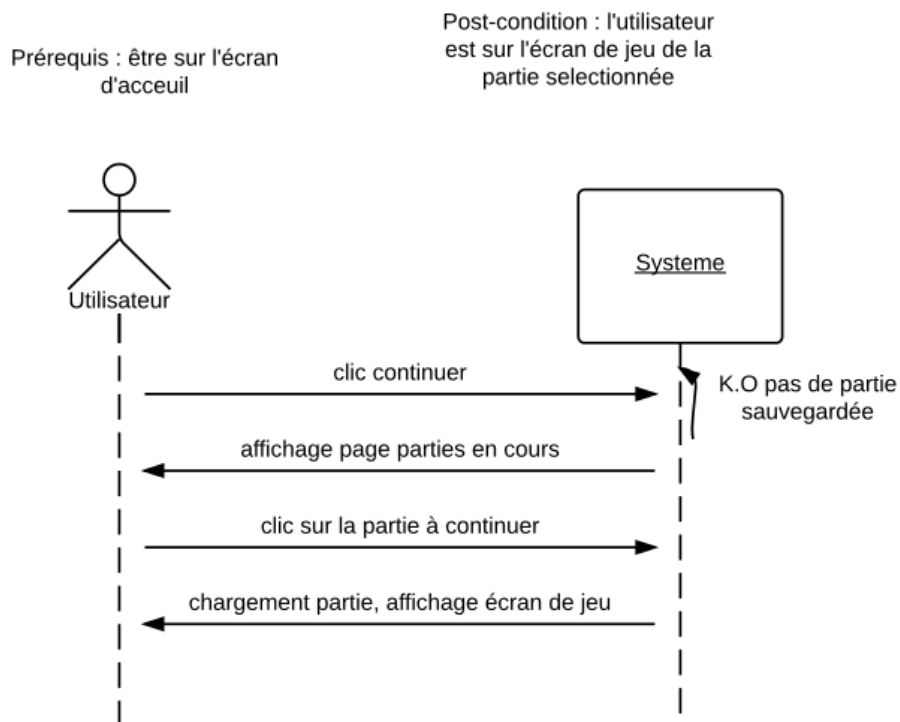 Prérequis : être sur l'écran
d'acceuil
Post-condition : l'utilisateur
est sur l'écran de jeu de la
partie selectionnée
Utilisateur
Systeme
clic continuer
K.O pas de partie
sauvegardée
affichage page parties en cours
clic sur la partie à continuer
chargement partie, affichage écran de jeu